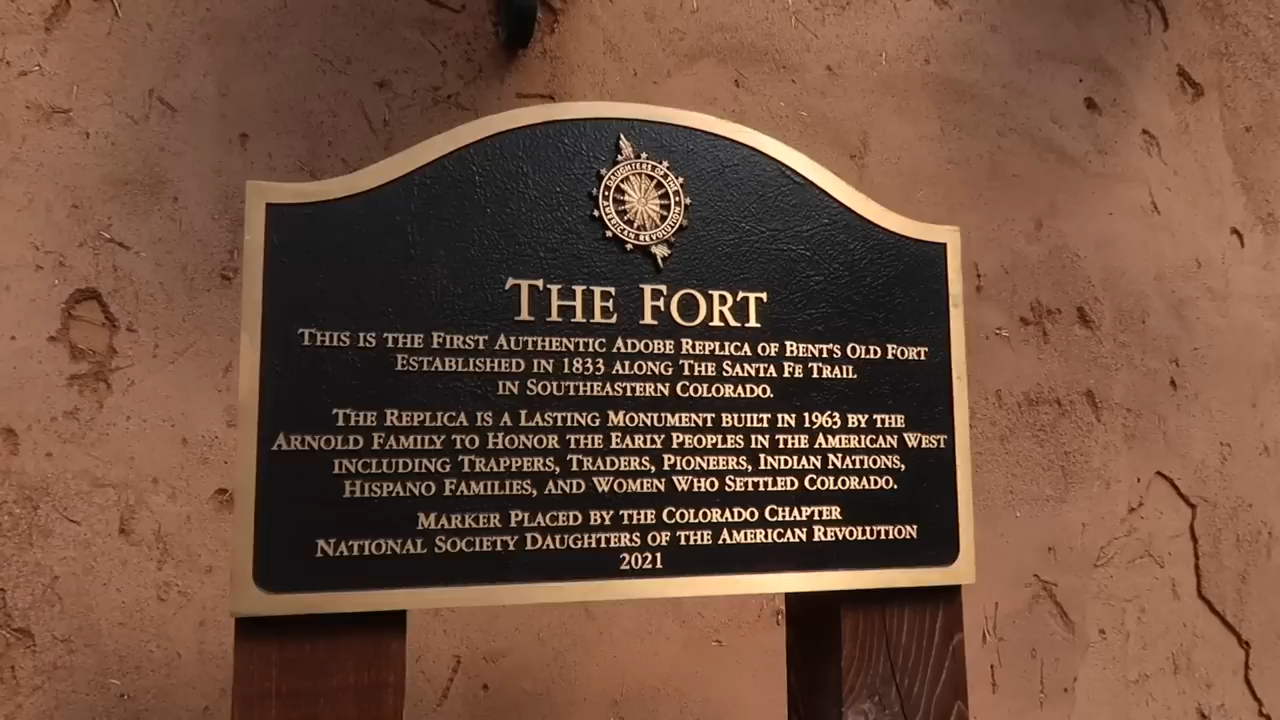 DAUGHTERS OF THE
AMERICAN REVOLUTION
THE FORT
THIS IS THE FIRST AUTHENTIC ADOBE REPLICA OF BENT'S OLD FORT
ESTABLISHED IN 1833 ALONG THE SANTA FE TRAIL
IN SOUTHEASTERN COLORADO.
THE REPLICA IS A LASTING MONUMENT BUILT IN 1963 BY THE
ARNOLD FAMILY TO HONOR THE EARLY PEOPLES IN THE AMERICAN WEST
INCLUDING TRAPPERS, TRADERS, PIONEERS, INDIAN NATIONS,
HISPANO FAMILIES, AND WOMEN WHO SETTLED COLORADO.
MARKER PLACED BY THE COLORADO CHAPTER
NATIONAL SOCIETY DAUGHTERS OF THE AMERICAN REVOLUTION
2021